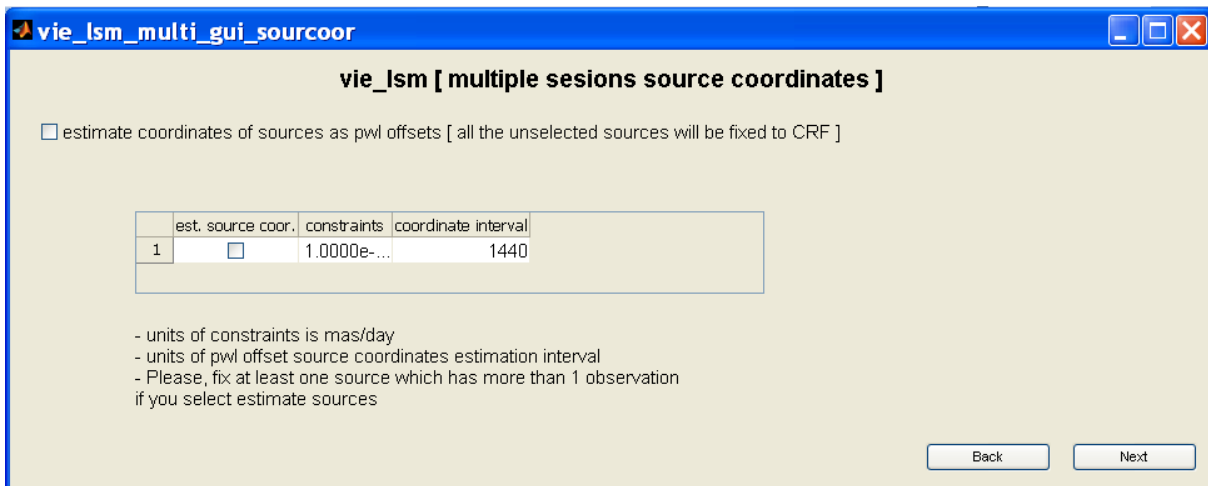 vie_lsm_multi_gui_sourcoor
vie_lsm [ multiple sesions source coordinates ]
estimate coordinates of sources as pwl offsets [ all the unselected sources will be fixed to CRF ]
est. source coor. constraints coordinate interval
1 1.0000e-... 1440
- units of constraints is mas/day
- units of pwl offset source coordinates estimation interval
- Please, fix at least one source which has more than 1 observation
if you select estimate sources
Back Next